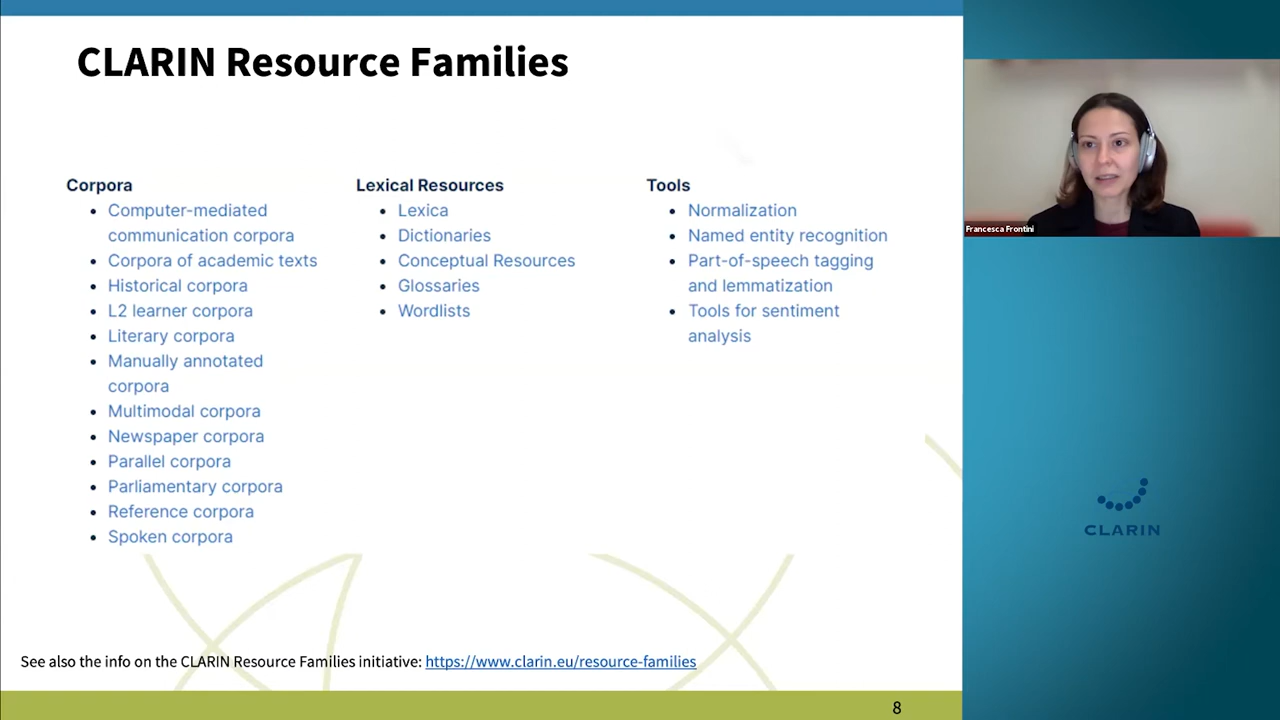 CLARIN Resource Families
Corpora
• Computer-mediated
communication corpora
• Corpora of academic texts
• Historical corpora
• L2 learner corpora
• Literary corpora
• Manually annotated
corpora
• Multimodal corpora
• Newspaper corpora
• Parallel corpora
• Parliamentary corpora
• Reference corpora
• Spoken corpora
Lexical Resources
• Lexica
• Dictionaries
• Conceptual Resources
• Glossaries
• Wordlists
Tools
• Normalization
• Named entity recognition
• Part-of-speech tagging
and lemmatization
• Tools for sentiment
analysis
See also the info on the CLARIN Resource Families initiative: https://www.clarin.eu/resource-families
8
Francesca Frontini
CLARIN